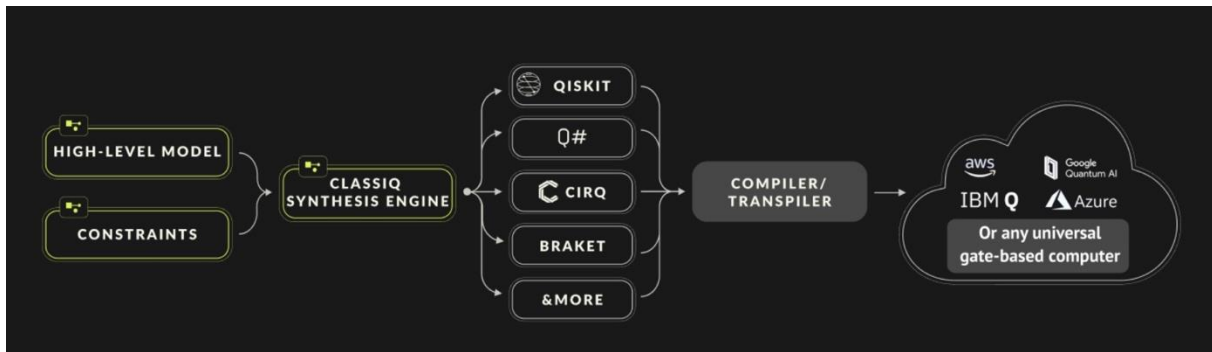 HIGH-LEVEL MODEL
CONSTRAINTS
CLASSIQ
SYNTHESIS ENGINE
QISKIT
Q#
CIRQ
BRAKET
&MORE
COMPILER/
TRANSPILER
aws
Google
Quantum AI
IBM Q
Azure
Or any universal
gate-based computer